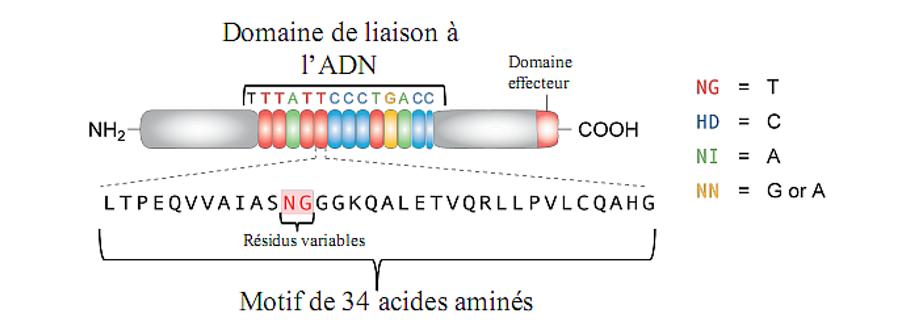 Domaine de liaison à
l'ADN
Domaine
effecteur
TTTATTCCCTGACC
NH2
COOH
NG = T
HD = C
NI = A
NN = G or A
LTPEQVVAIASNGGGKQALETVQRLLPVLCQAHG
Résidus variables
Motif de 34 acides aminés